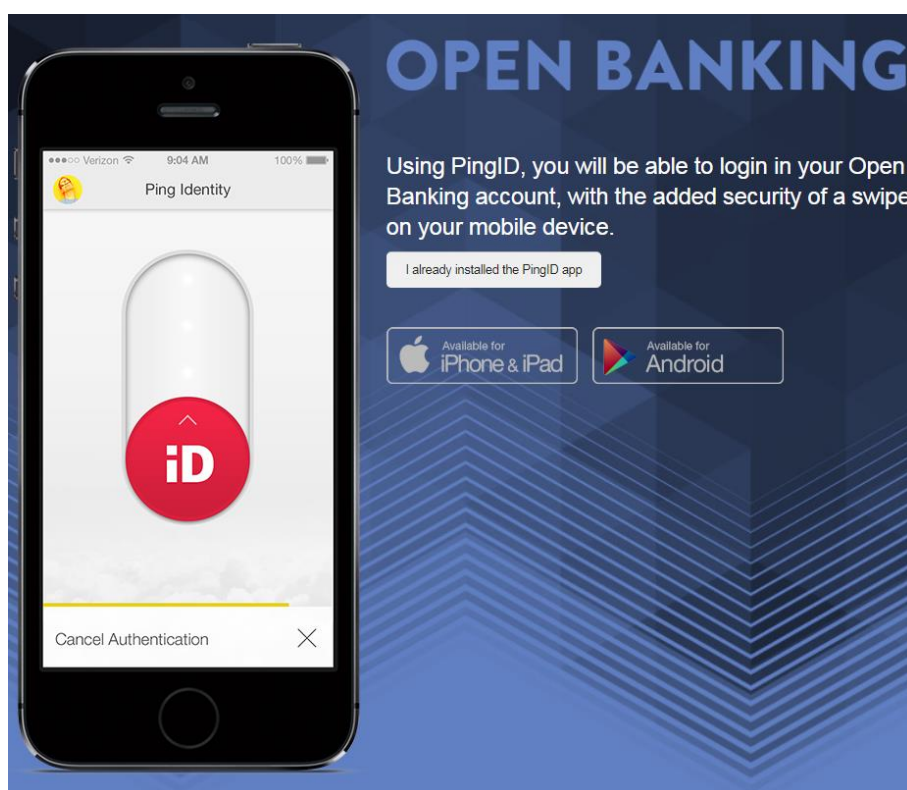 OPEN BANKING
Using PingID, you will be able to login in your Open
Banking account, with the added security of a swipe
on your mobile device.
I already installed the PingID app
Available for
iPhone & iPad
Available for
Android
Verizon 9:04 AM 100%
Ping Identity
iD
Cancel Authentication